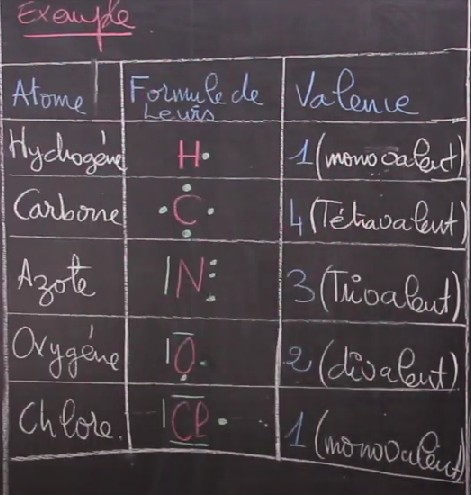 Exemple
Atome Formule de Valence
Lewis
Hydrogène H 1 (monovalent)
Carbone C 4 (Tétravalent)
Azote N 3 (Trivalent)
Oxygène O 2 (divalent)
Chlore. Cl 1 (monovalent)